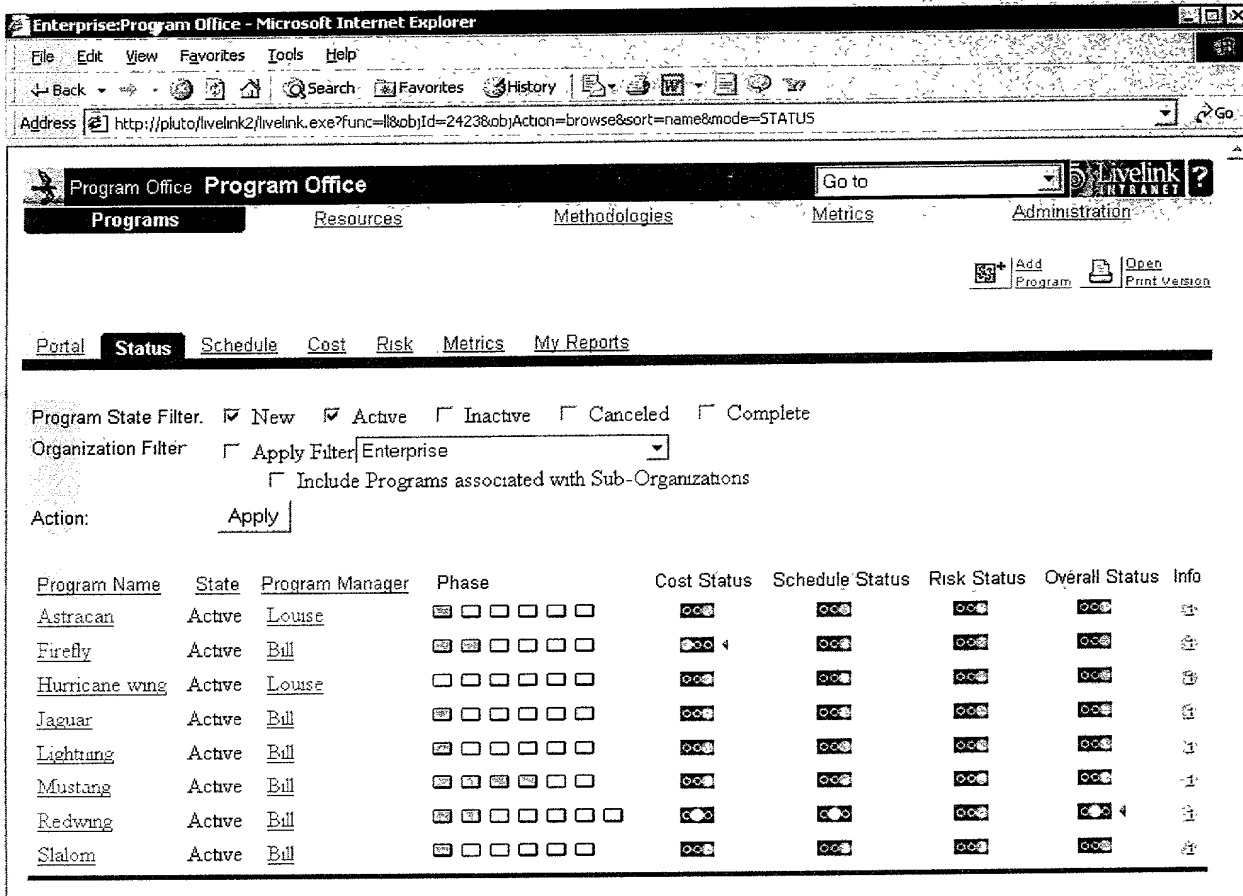 Enterprise:Program Office - Microsoft Internet Explorer
File Edit View Favorites Tools Help
Back Search Favorites History
Address http://pluto/livelink2/livelink.exe?func=ll&objId=2423&objAction=browse&sort=name&mode=STATUS Go
Program Office Program Office Go to Livelink INTRANET ?
Programs Resources Methodologies Metrics Administration
Add Program Open Print Version
Portal Status Schedule Cost Risk Metrics My Reports
Program State Filter. New Active Inactive Canceled Complete
Organization Filter Apply Filter Enterprise
Include Programs associated with Sub-Organizations
Action: Apply
Program Name State Program Manager Phase Cost Status Schedule Status Risk Status Overall Status Info
Astracan Active Louise
Firefly Active Bill
Hurricane wing Active Louise
Jaguar Active Bill
Lightning Active Bill
Mustang Active Bill
Redwing Active Bill
Slalom Active Bill